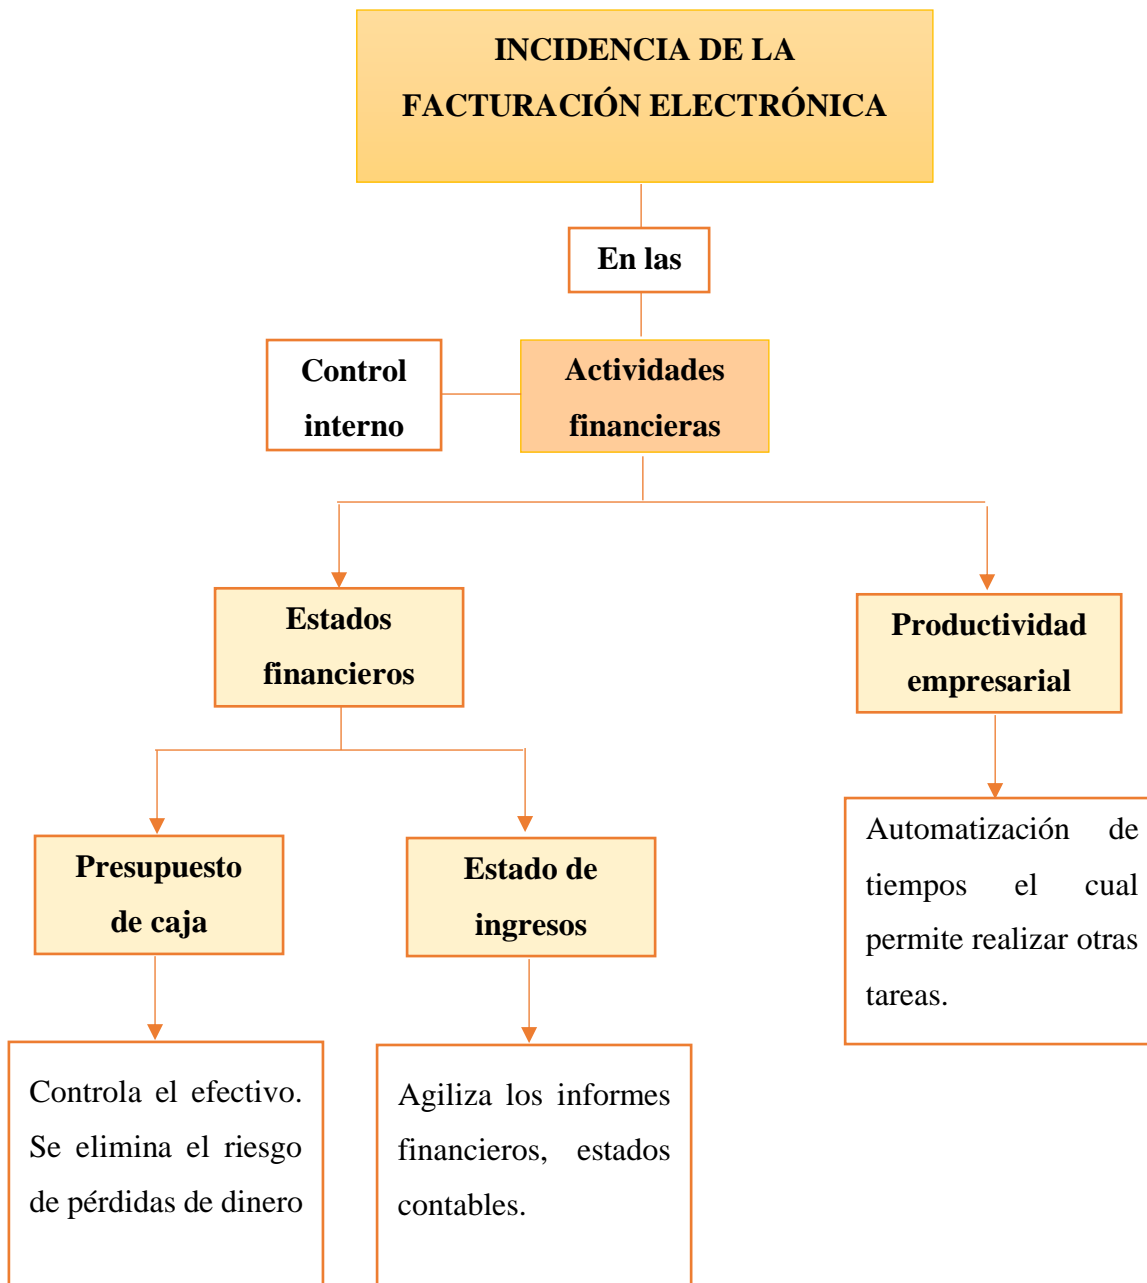 INCIDENCIA DE LA
FACTURACIÓN ELECTRÓNICA
En las
Control
interno
Actividades
financieras
Estados
financieros
Productividad
empresarial
Presupuesto
de caja
Estado de
ingresos
Automatización de
tiempos el cual
permite realizar otras
tareas.
Controla el efectivo.
Se elimina el riesgo
de pérdidas de dinero
Agiliza los informes
financieros, estados
contables.